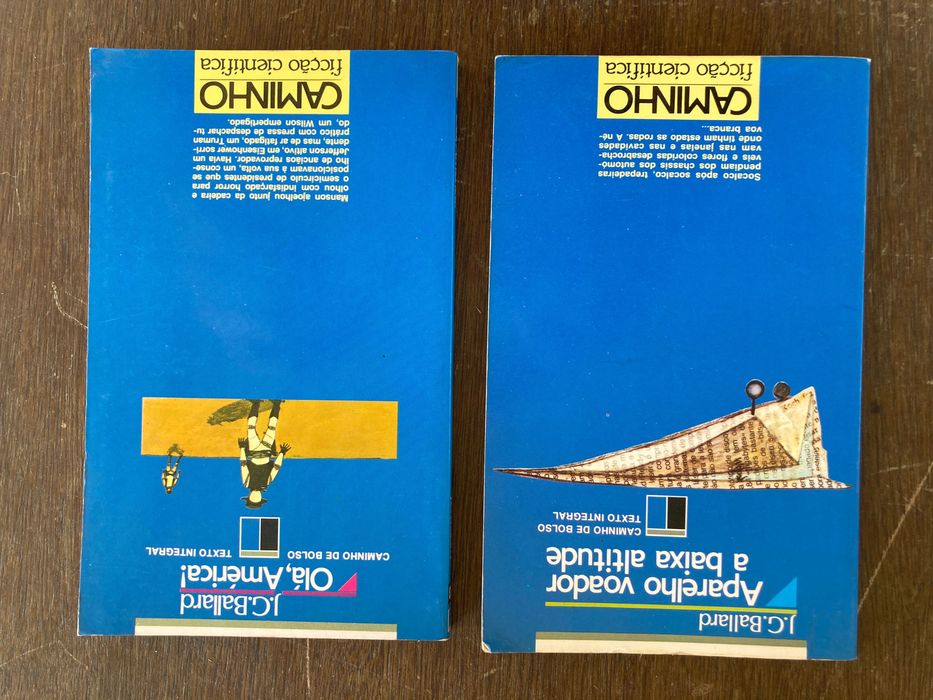 J.G.Ballard
Olá, América!
CAMINHO DE BOLSO
TEXTO INTEGRAL
Manson ajoelhou junto da cadeira e
olhou com indisfarçado horror para
o semicírculo de presidentes que se
posicionavam à sua volta, um conse-
lho de anciãos reprovador. Havia um
Jefferson altivo, em Eisenhower sorri-
dente, mas de ar fatigado, um Truman
prático com pressa de despachar tu-
do, um Wilson empertigado.
CAMINHO
ficção científica
J.G.Ballard
Aparelho voador
a baixa altitude
CAMINHO DE BOLSO
TEXTO INTEGRAL
Socalco após socalco, trepadeiras
pendiam dos chassis dos automó-
veis e flores coloridas desabrocha-
vam nas janelas e nas cavidades
onde tinham estado as rodas. A né-
voa branca...
CAMINHO
ficção científica